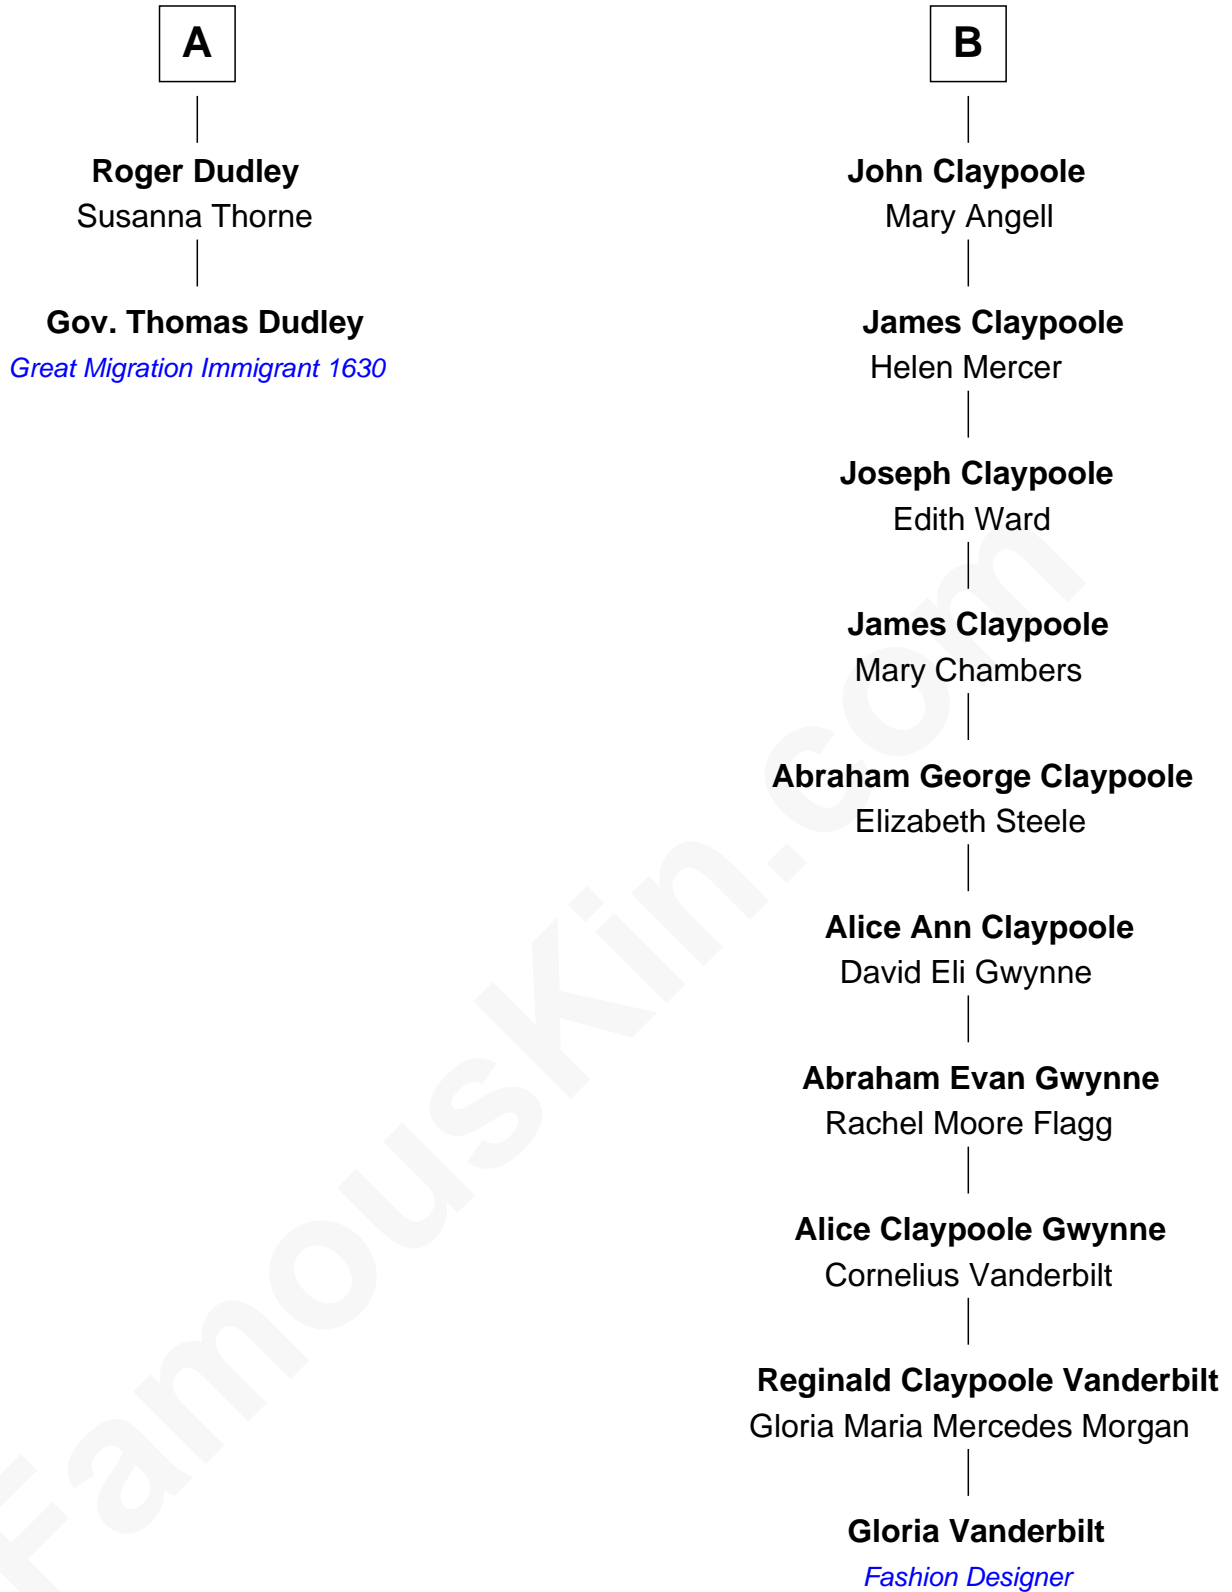 A
Roger Dudley
Susanna Thorne
Gov. Thomas Dudley
Great Migration Immigrant 1630
B
John Claypoole
Mary Angell
James Claypoole
Helen Mercer
Joseph Claypoole
Edith Ward
James Claypoole
Mary Chambers
Abraham George Claypoole
Elizabeth Steele
Alice Ann Claypoole
David Eli Gwynne
Abraham Evan Gwynne
Rachel Moore Flagg
Alice Claypoole Gwynne
Cornelius Vanderbilt
Reginald Claypoole Vanderbilt
Gloria Maria Mercedes Morgan
Gloria Vanderbilt
Fashion Designer
FamousKin.com